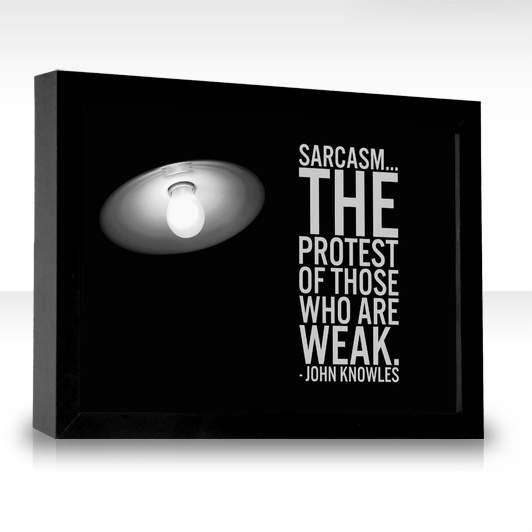 SARCASM...
THE
PROTEST
OF THOSE
WHO ARE
WEAK.
- JOHN KNOWLES